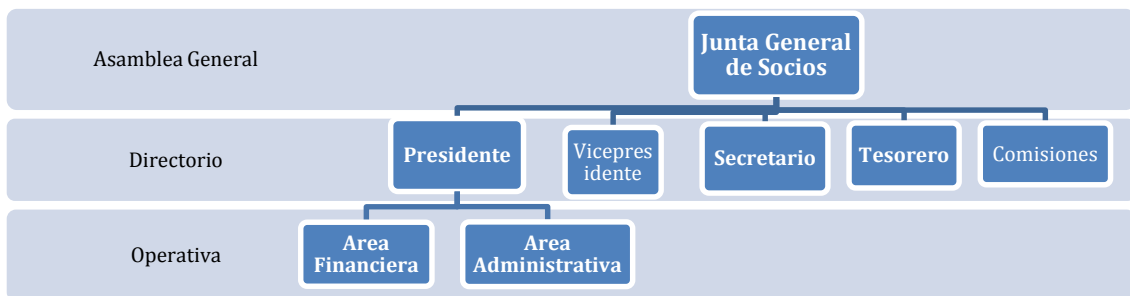 Asamblea General
Junta General
de Socios
Directorio
Presidente
Vicepres
idente
Secretario
Tesorero
Comisiones
Operativa
Area
Financiera
Area
Administrativa